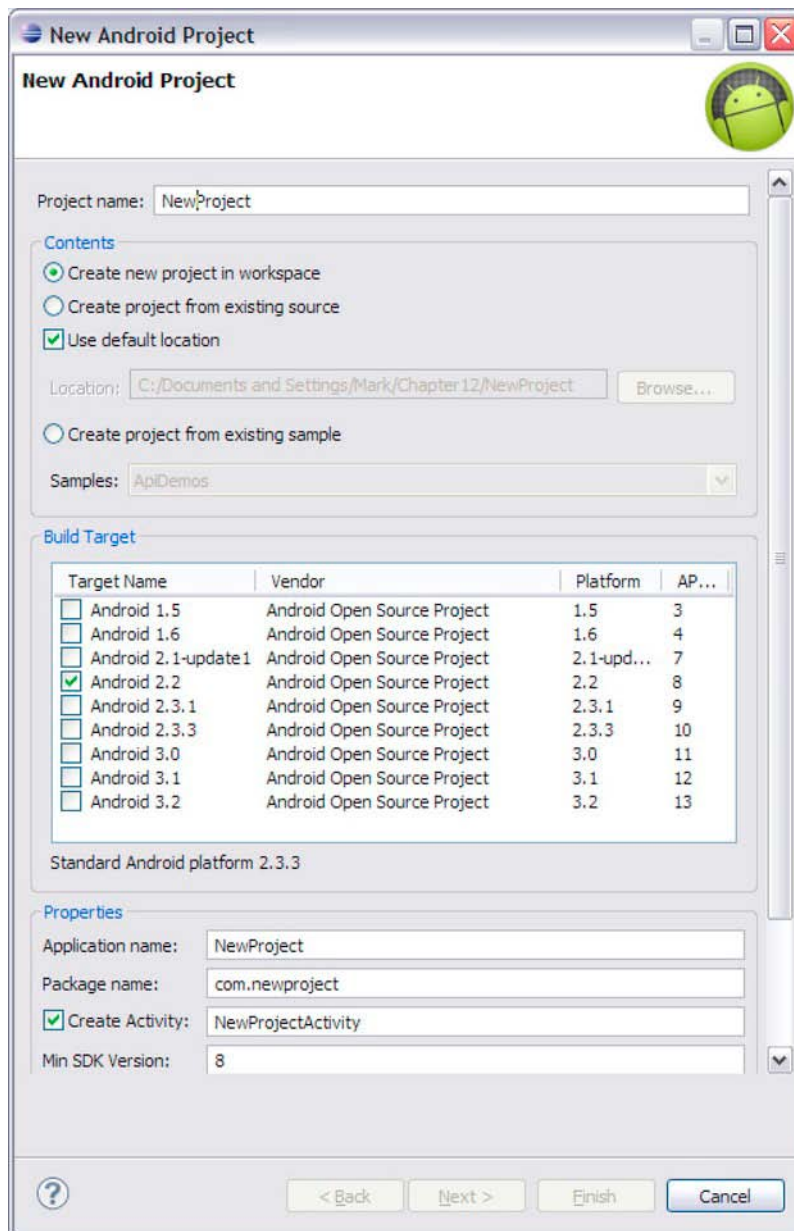 New Android Project
New Android Project
Project name: NewProject
Contents
Create new project in workspace
Create project from existing source
Use default location
Location: C:/Documents and Settings/Mark/Chapter12/NewProject Browse...
Create project from existing sample
Samples: ApiDemos
Build Target
Target Name Vendor Platform AP...
Android 1.5 Android Open Source Project 1.5 3
Android 1.6 Android Open Source Project 1.6 4
Android 2.1-update1 Android Open Source Project 2.1-upd... 7
Android 2.2 Android Open Source Project 2.2 8
Android 2.3.1 Android Open Source Project 2.3.1 9
Android 2.3.3 Android Open Source Project 2.3.3 10
Android 3.0 Android Open Source Project 3.0 11
Android 3.1 Android Open Source Project 3.1 12
Android 3.2 Android Open Source Project 3.2 13
Standard Android platform 2.3.3
Properties
Application name: NewProject
Package name: com.newproject
Create Activity: NewProjectActivity
Min SDK Version: 8
? < Back Next > Finish Cancel